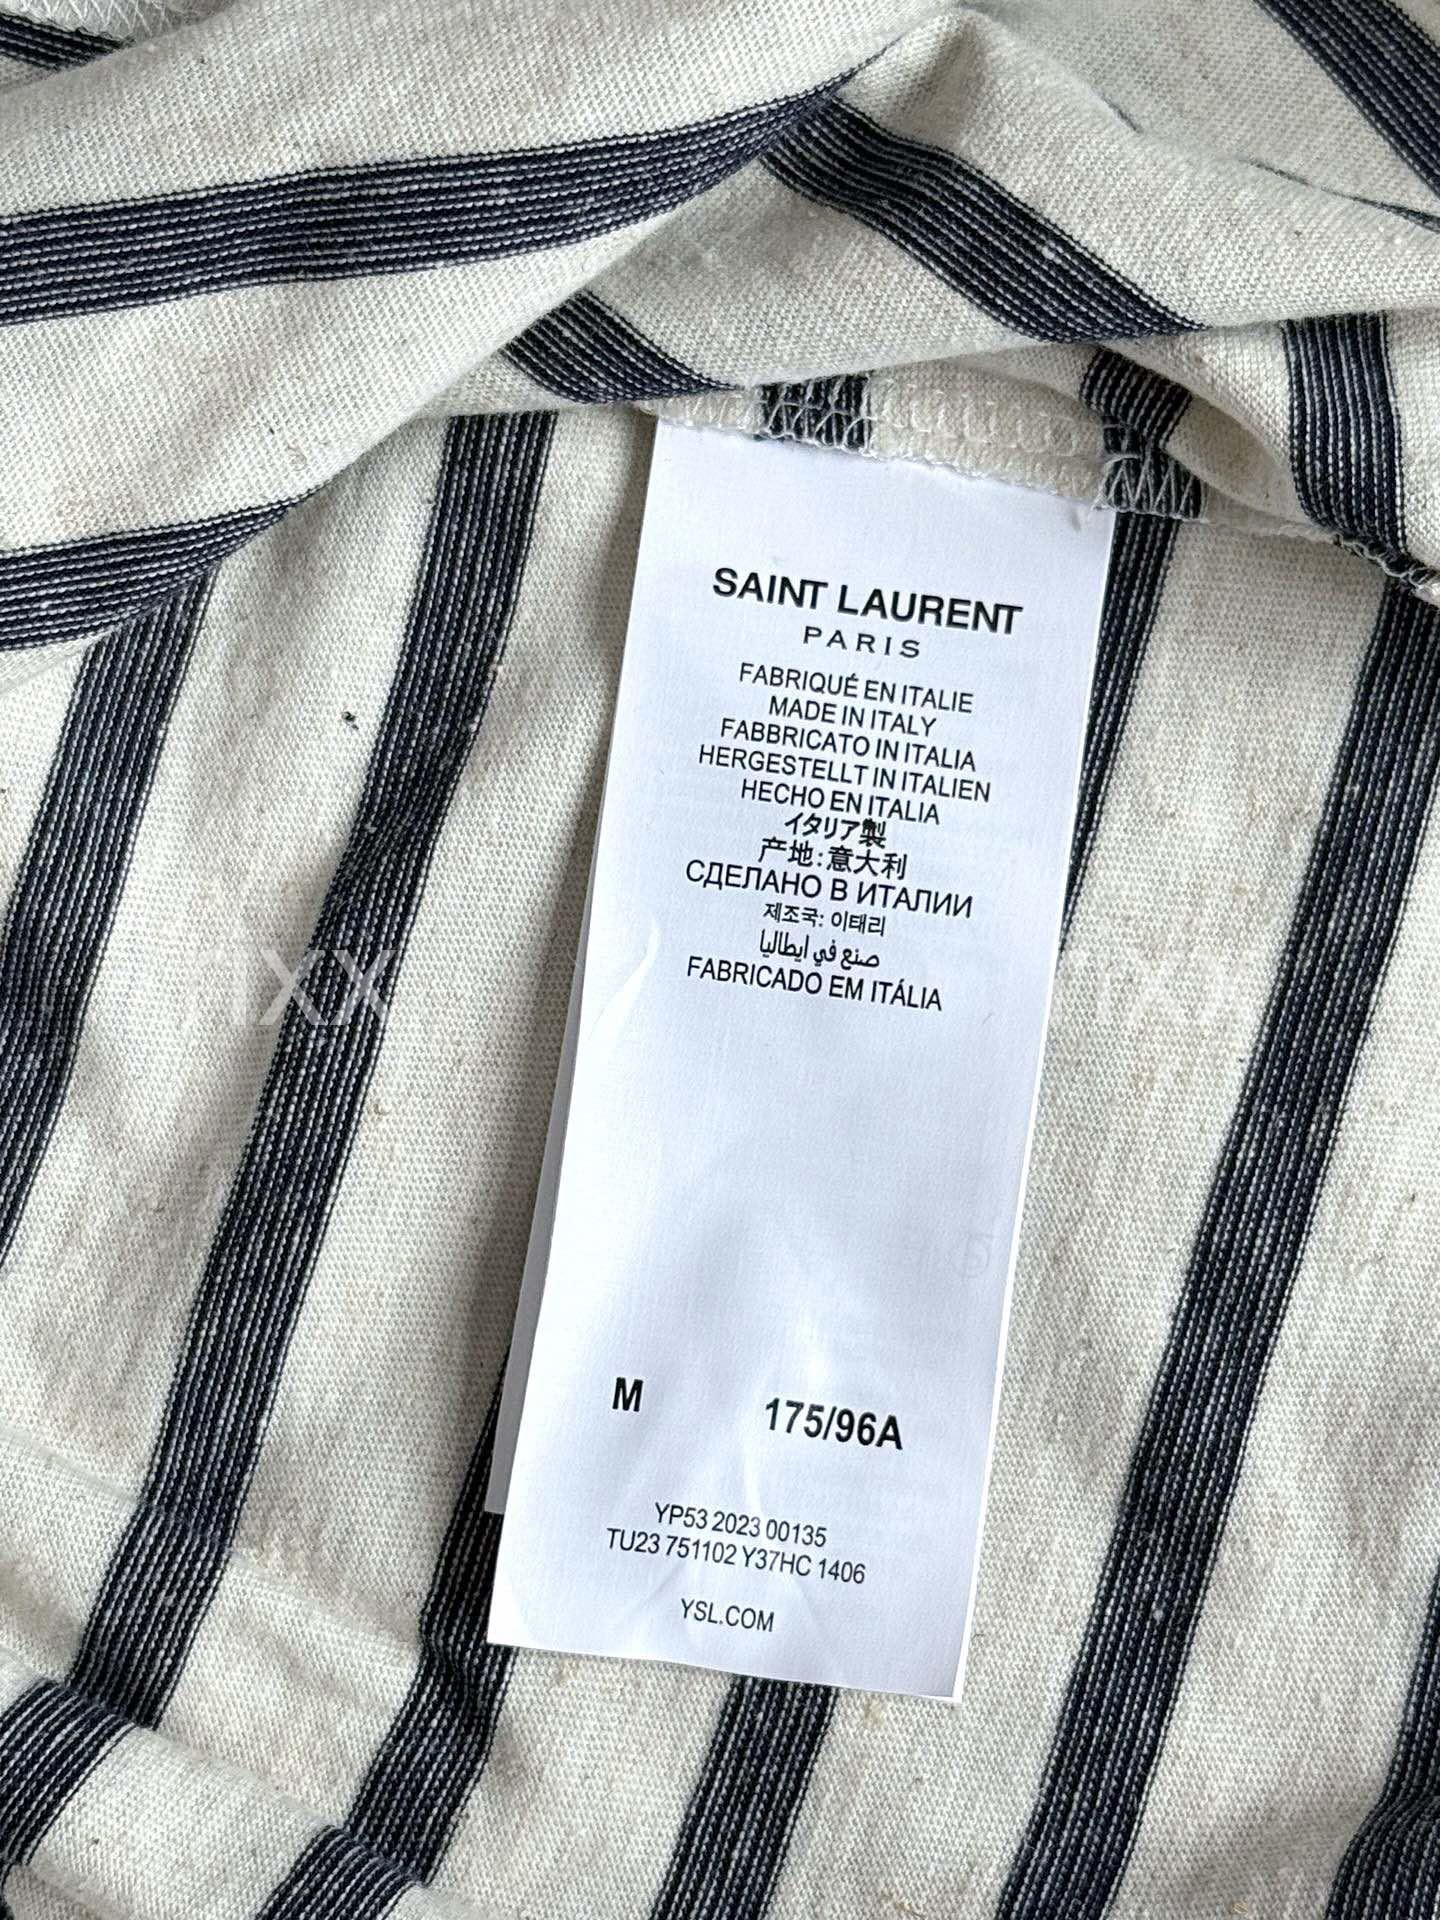 SAINT LAURENT
PARIS
FABRIQUÉ EN ITALIE
MADE IN ITALY
FABBRICATO IN ITALIA
HERGESTELLT IN ITALIEN
HECHO EN ITALIA
イタリア製
产地:意大利
СДЕЛАНО В ИТАЛИИ
제조국: 이태리
صنع في ايطاليا
FABRICADO EM ITÁLIA
M 175/96A
YP53 2023 00135
TU23 751102 Y37HC 1406
YSL.COM